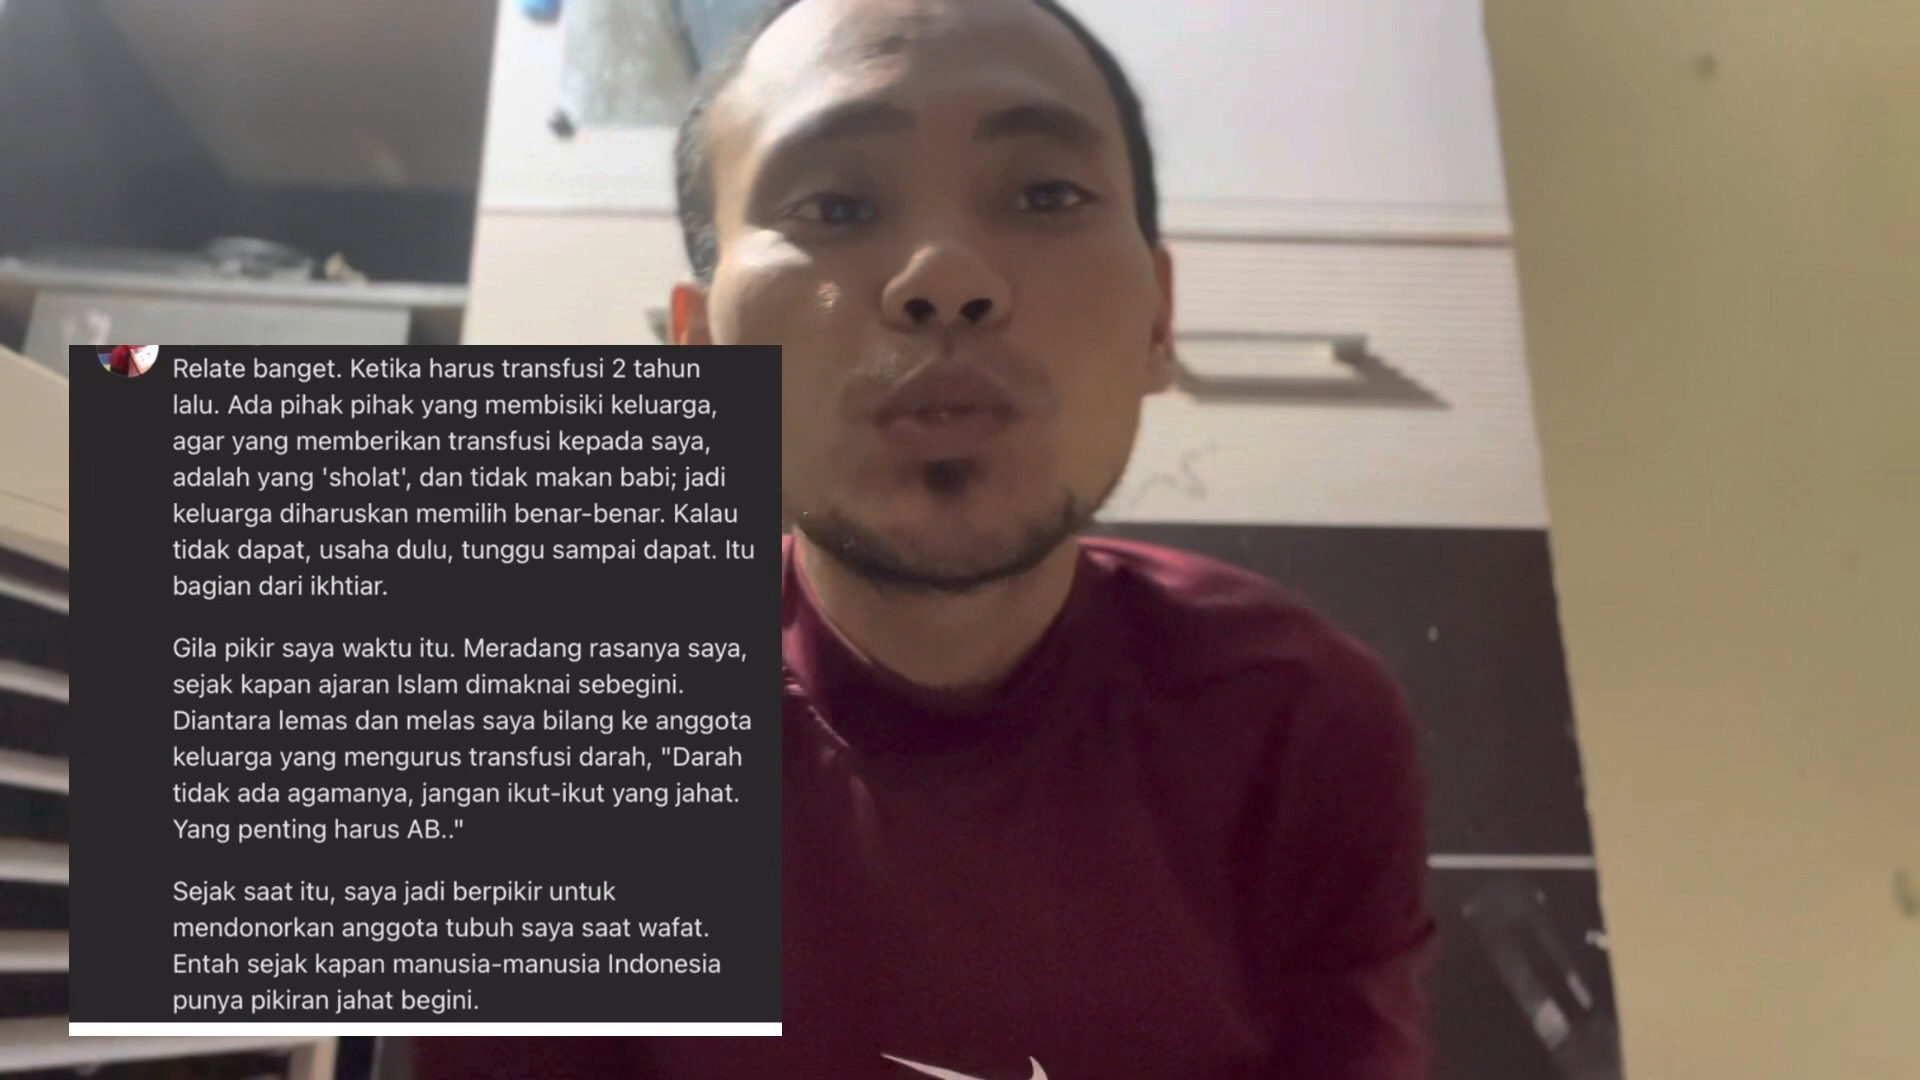 Relate banget. Ketika harus transfusi 2 tahun
lalu. Ada pihak pihak yang membisiki keluarga,
agar yang memberikan transfusi kepada saya,
adalah yang 'sholat', dan tidak makan babi; jadi
keluarga diharuskan memilih benar-benar. Kalau
tidak dapat, usaha dulu, tunggu sampai dapat. Itu
bagian dari ikhtiar.
Gila pikir saya waktu itu. Meradang rasanya saya,
sejak kapan ajaran Islam dimaknai sebegini.
Diantara lemas dan melas saya bilang ke anggota
keluarga yang mengurus transfusi darah, "Darah
tidak ada agamanya, jangan ikut-ikut yang jahat.
Yang penting harus AB.."
Sejak saat itu, saya jadi berpikir untuk
mendonorkan anggota tubuh saya saat wafat.
Entah sejak kapan manusia-manusia Indonesia
punya pikiran jahat begini.